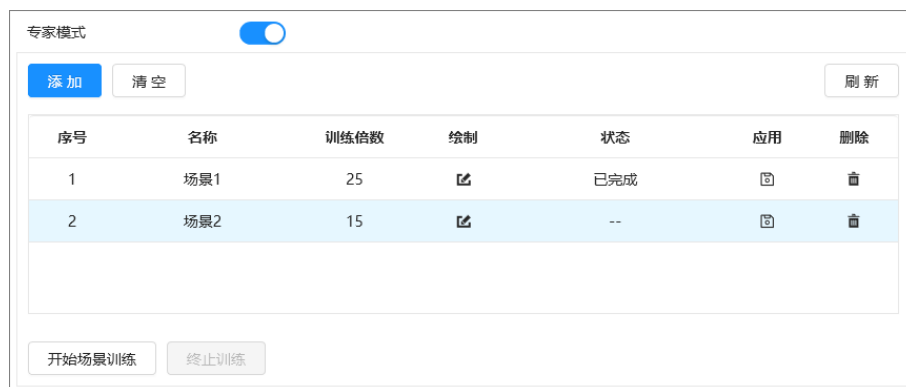 专家模式
添加 清空 刷新
序号 名称 训练倍数 绘制 状态 应用 删除
1 场景1 25 已完成
2 场景2 15 --
开始场景训练 终止训练